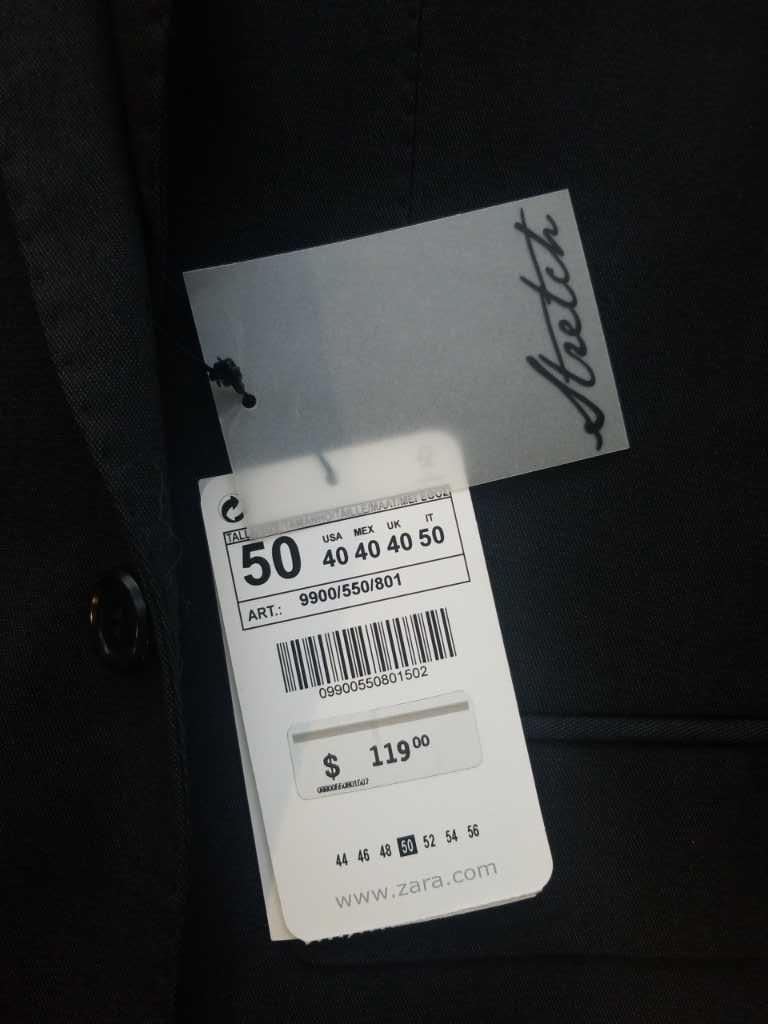 Stretch
50
USA MEX UK IT
40 40 40 50
ART.: 9900/550/801
09900550801502
$ 119 00
44 46 48 50 52 54 56
www.zara.com